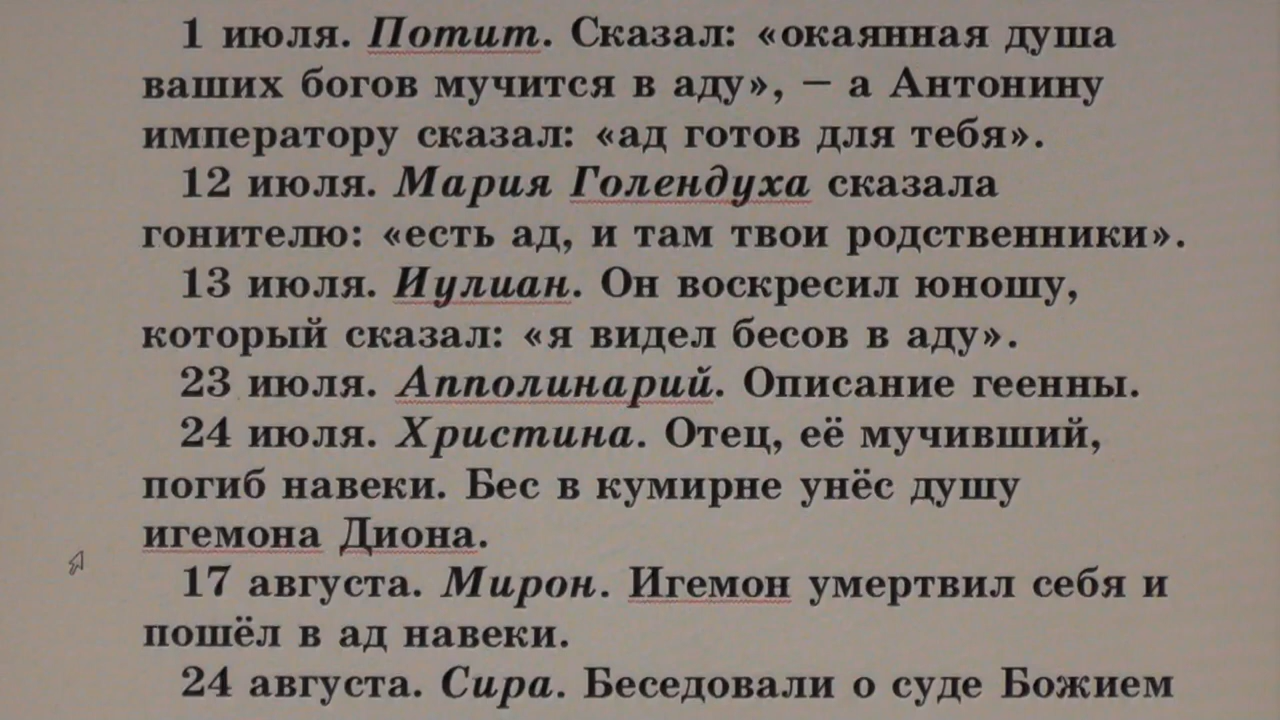 1 июля. Потит. Сказал: «окаянная душа
ваших богов мучится в аду», – а Антонину
императору сказал: «ад готов для тебя».
12 июля. Мария Голендуха сказала
гонителю: «есть ад, и там твои родственники».
13 июля. Иулиан. Он воскресил юношу,
который сказал: «я видел бесов в аду».
23 июля. Апполинарий. Описание геенны.
24 июля. Христина. Отец, её мучивший,
погиб навеки. Бес в кумирне унёс душу
игемона Диона.
17 августа. Мирон. Игемон умертвил себя и
пошёл в ад навеки.
24 августа. Сира. Беседовали о суде Божием